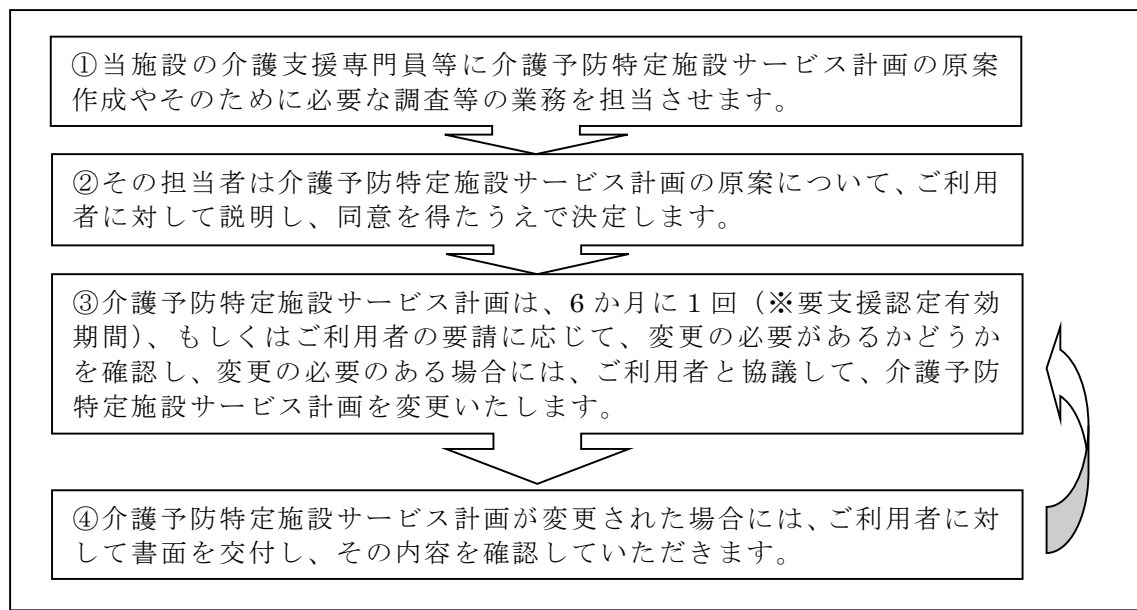 ①当施設の介護支援専門員等に介護予防特定施設サービス計画の原案
作成やそのために必要な調査等の業務を担当させます。
②その担当者は介護予防特定施設サービス計画の原案について、ご利用
者に対して説明し、同意を得たうえで決定します。
③介護予防特定施設サービス計画は、6か月に1回（※要支援認定有効
期間）、もしくはご利用者の要請に応じて、変更の必要があるかどうか
を確認し、変更の必要のある場合には、ご利用者と協議して、介護予防
特定施設サービス計画を変更いたします。
④介護予防特定施設サービス計画が変更された場合には、ご利用者に対
して書面を交付し、その内容を確認していただきます。